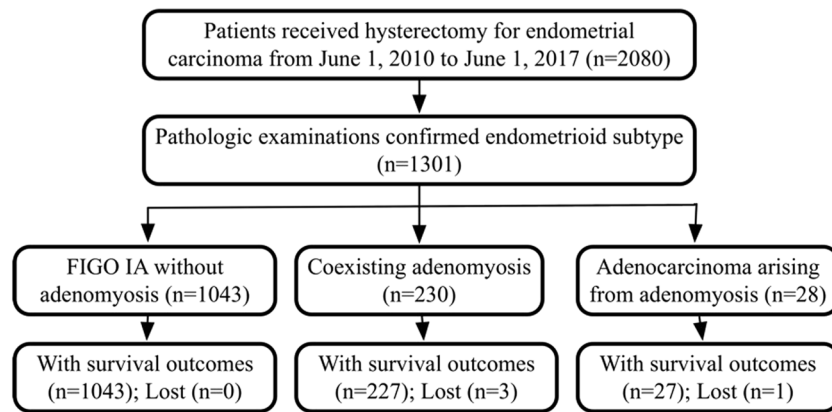 Patients received hysterectomy for endometrial
carcinoma from June 1, 2010 to June 1, 2017 (n=2080)
Pathologic examinations confirmed endometrioid subtype
(n=1301)
FIGO IA without
adenomyosis (n=1043)
Coexisting adenomyosis
(n=230)
Adenocarcinoma arising
from adenomyosis (n=28)
With survival outcomes
(n=1043); Lost (n=0)
With survival outcomes
(n=227); Lost (n=3)
With survival outcomes
(n=27); Lost (n=1)